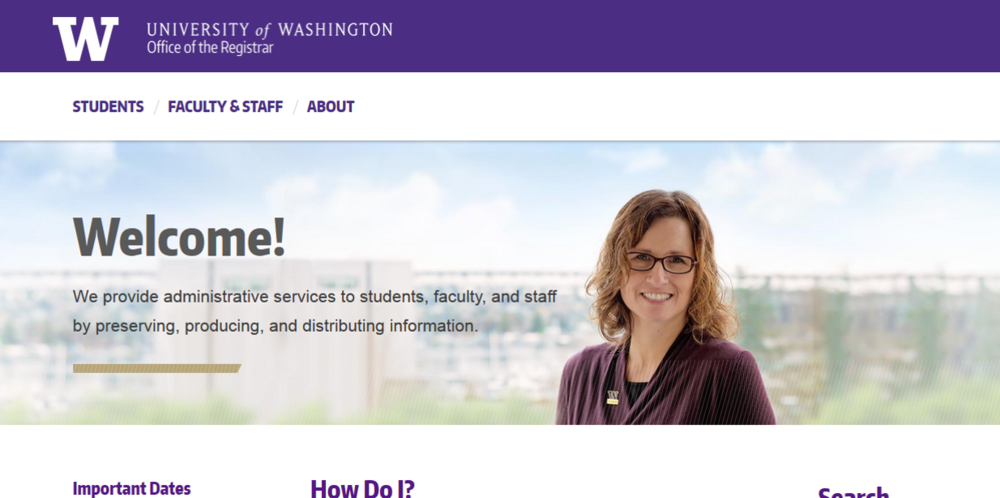 W
UNIVERSITY of WASHINGTON
Office of the Registrar
STUDENTS / FACULTY & STAFF / ABOUT
Welcome!
We provide administrative services to students, faculty, and staff
by preserving, producing, and distributing information.
W
Important Dates
How Do I?
Search